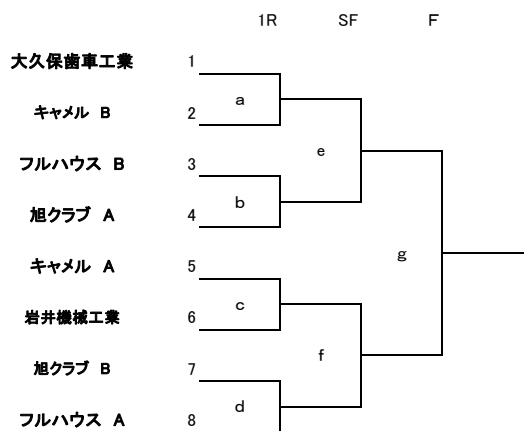 1R SF F
大久保歯車工業 1
a
キャメル B 2
e
フルハウス B 3
b
旭クラブ A 4
g
キャメル A 5
c
岩井機械工業 6
f
旭クラブ B 7
d
フルハウス A 8